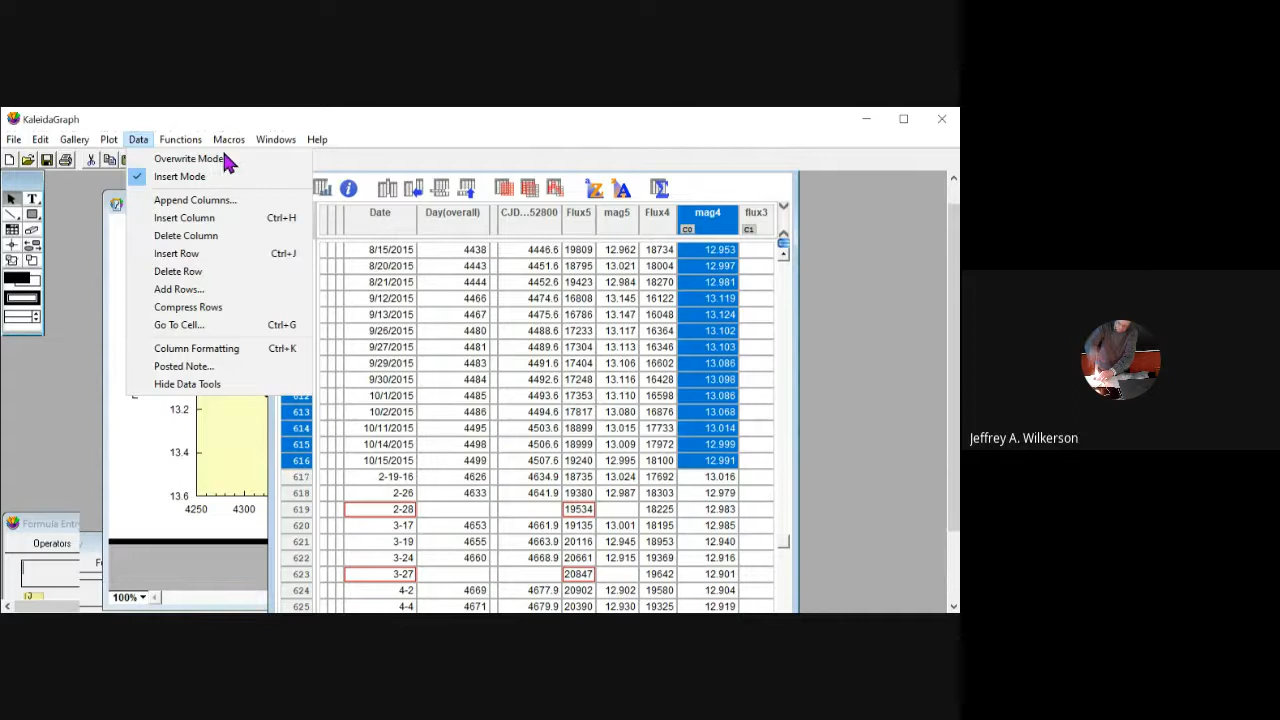 KaleidaGraph
File Edit Gallery Plot Data Functions Macros Windows Help
Overwrite Mode
Insert Mode
Append Columns...
Insert Column Ctrl+H
Delete Column
Insert Row Ctrl+J
Delete Row
Add Rows...
Compress Rows
Go To Cell... Ctrl+G
Column Formatting Ctrl+K
Posted Note...
Hide Data Tools
13.2
13.4
13.6
4250 4300
Formula Entry
Operators
100%
Date Day(overall) CJD...52800 Flux5 mag5 Flux4 mag4 flux3
C0 C1
8/15/2015 4438 4446.6 19809 12.962 18734 12.953
8/20/2015 4443 4451.6 18795 13.021 18004 12.997
8/21/2015 4444 4452.6 19423 12.984 18270 12.981
9/12/2015 4466 4474.6 16808 13.145 16122 13.119
9/13/2015 4467 4475.6 16786 13.147 16048 13.124
9/26/2015 4480 4488.6 17233 13.117 16364 13.102
9/27/2015 4481 4489.6 17304 13.113 16346 13.103
9/29/2015 4483 4491.6 17404 13.106 16602 13.086
9/30/2015 4484 4492.6 17248 13.116 16428 13.098
612 10/1/2015 4485 4493.6 17353 13.110 16598 13.086
613 10/2/2015 4486 4494.6 17817 13.080 16876 13.068
614 10/11/2015 4495 4503.6 18899 13.015 17733 13.014
615 10/14/2015 4498 4506.6 18999 13.009 17972 12.999
616 10/15/2015 4499 4507.6 19240 12.995 18100 12.991
617 2-19-16 4626 4634.9 18735 13.024 17692 13.016
618 2-26 4633 4641.9 19380 12.987 18303 12.979
619 2-28 19534 18225 12.983
620 3-17 4653 4661.9 19135 13.001 18195 12.985
621 3-19 4655 4663.9 20116 12.945 18953 12.940
622 3-24 4660 4668.9 20661 12.915 19369 12.916
623 3-27 20847 19642 12.901
624 4-2 4669 4677.9 20902 12.902 19580 12.904
625 4-4 4671 4679.9 20390 12.930 19325 12.919
Jeffrey A. Wilkerson